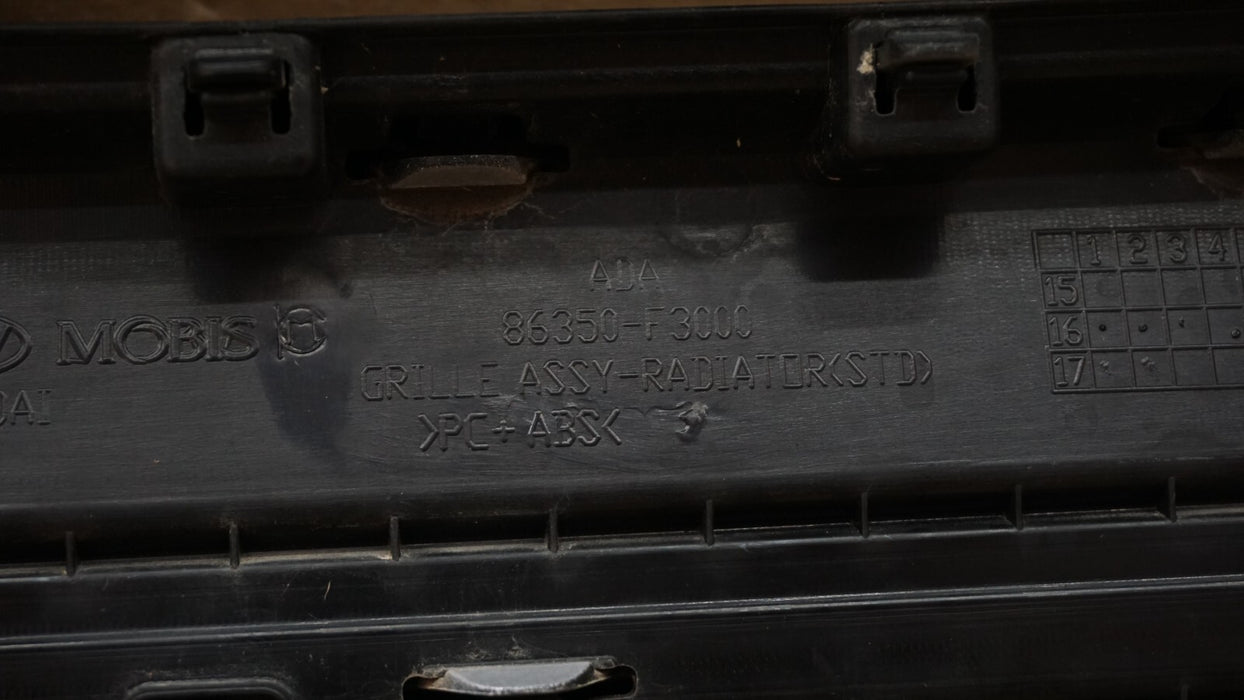 ADA
86350-F3000
MOBIS
GRILLE ASSY-RADIATOR(STD)
>PC+ABS<
1 2 3 4
15
16
17